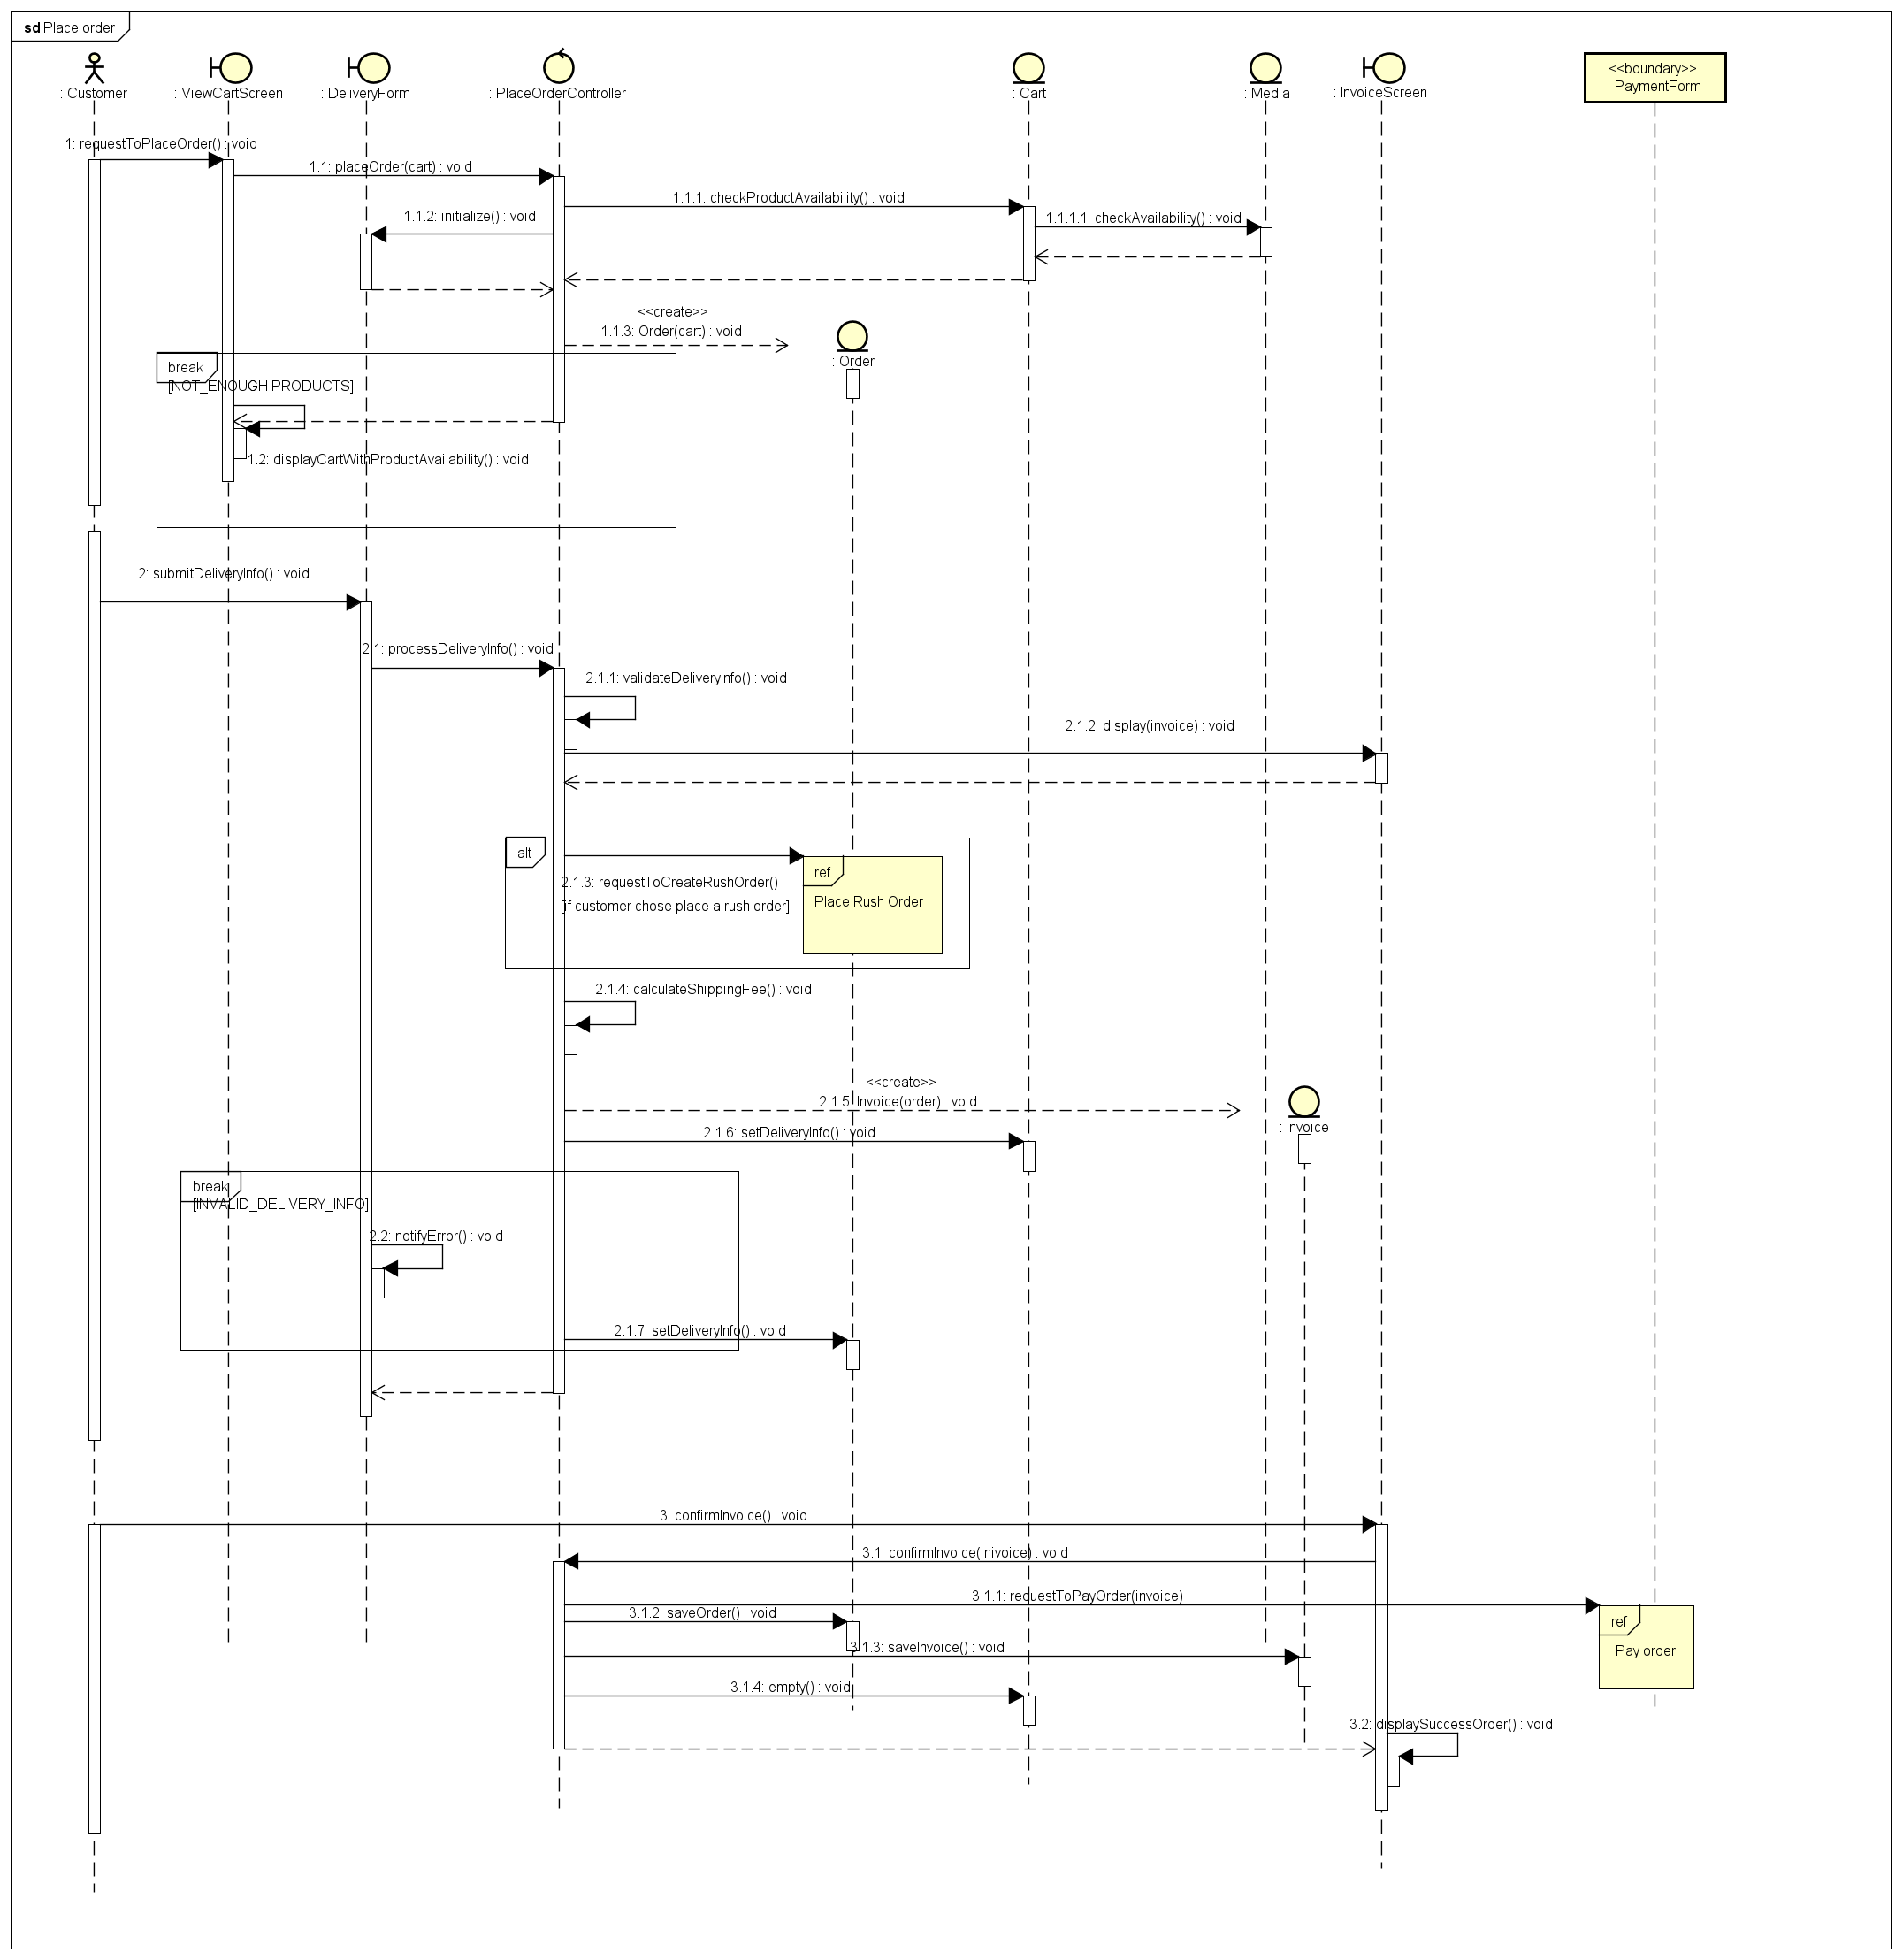 sd Place order
: Customer
: ViewCartScreen
: DeliveryForm
: PlaceOrderController
: Cart
: Media
: InvoiceScreen
<<boundary>>
: PaymentForm
1: requestToPlaceOrder() : void
1.1: placeOrder(cart) : void
1.1.1: checkProductAvailability() : void
1.1.2: initialize() : void
1.1.1.1: checkAvailability() : void
<<create>>
1.1.3: Order(cart) : void
: Order
break
[NOT_ENOUGH PRODUCTS]
1.2: displayCartWithProductAvailability() : void
2: submitDeliveryInfo() : void
2.1: processDeliveryInfo() : void
2.1.1: validateDeliveryInfo() : void
2.1.2: display(invoice) : void
alt
ref
2.1.3: requestToCreateRushOrder()
Place Rush Order
[if customer chose place a rush order]
2.1.4: calculateShippingFee() : void
<<create>>
2.1.5: Invoice(order) : void
: Invoice
2.1.6: setDeliveryInfo() : void
break
[INVALID_DELIVERY_INFO]
2.2: notifyError() : void
2.1.7: setDeliveryInfo() : void
3: confirmInvoice() : void
3.1: confirmInvoice(inivoice) : void
3.1.1: requestToPayOrder(invoice)
3.1.2: saveOrder() : void
ref
3.1.3: saveInvoice() : void
Pay order
3.1.4: empty() : void
3.2: displaySuccessOrder() : void